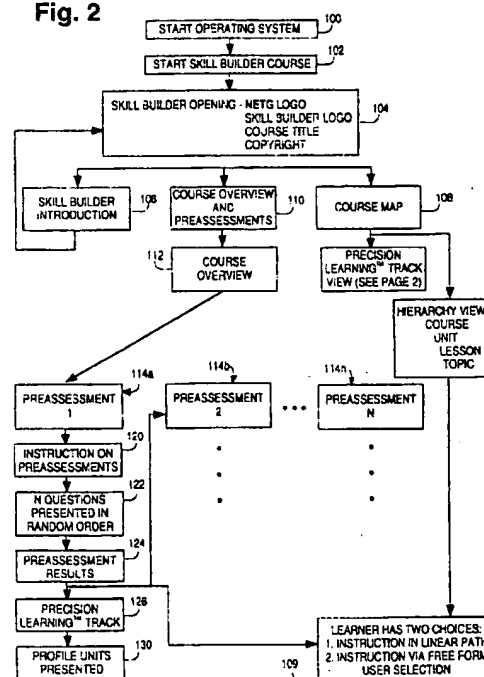 Fig. 2
START OPERATING SYSTEM
100
START SKILL BUILDER COURSE
102
SKILL BUILDER OPENING - NETG LOGO
SKILL BUILDER LOGO
COURSE TITLE
COPYRIGHT
104
SKILL BUILDER
INTRODUCTION
106
COURSE OVERVIEW
AND
PREASSESSMENTS
110
COURSE MAP
108
112
COURSE
OVERVIEW
PRECISION
LEARNING™ TRACK
VIEW (SEE PAGE 2)
HIERARCHY VIEW
COURSE
UNIT
LESSON
TOPIC
PREASSESSMENT
1
114a
114b
PREASSESSMENT
2
• • •
114n
PREASSESSMENT
N
120
INSTRUCTION ON
PREASSESSMENTS
122
N QUESTIONS
PRESENTED IN
RANDOM ORDER
124
PREASSESSMENT
RESULTS
PRECISION
LEARNING™ TRACK
126
PROFILE UNITS
PRESENTED
130
109
LEARNER HAS TWO CHOICES:
1. INSTRUCTION IN LINEAR PATH
2. INSTRUCTION VIA FREE FORM
USER SELECTION